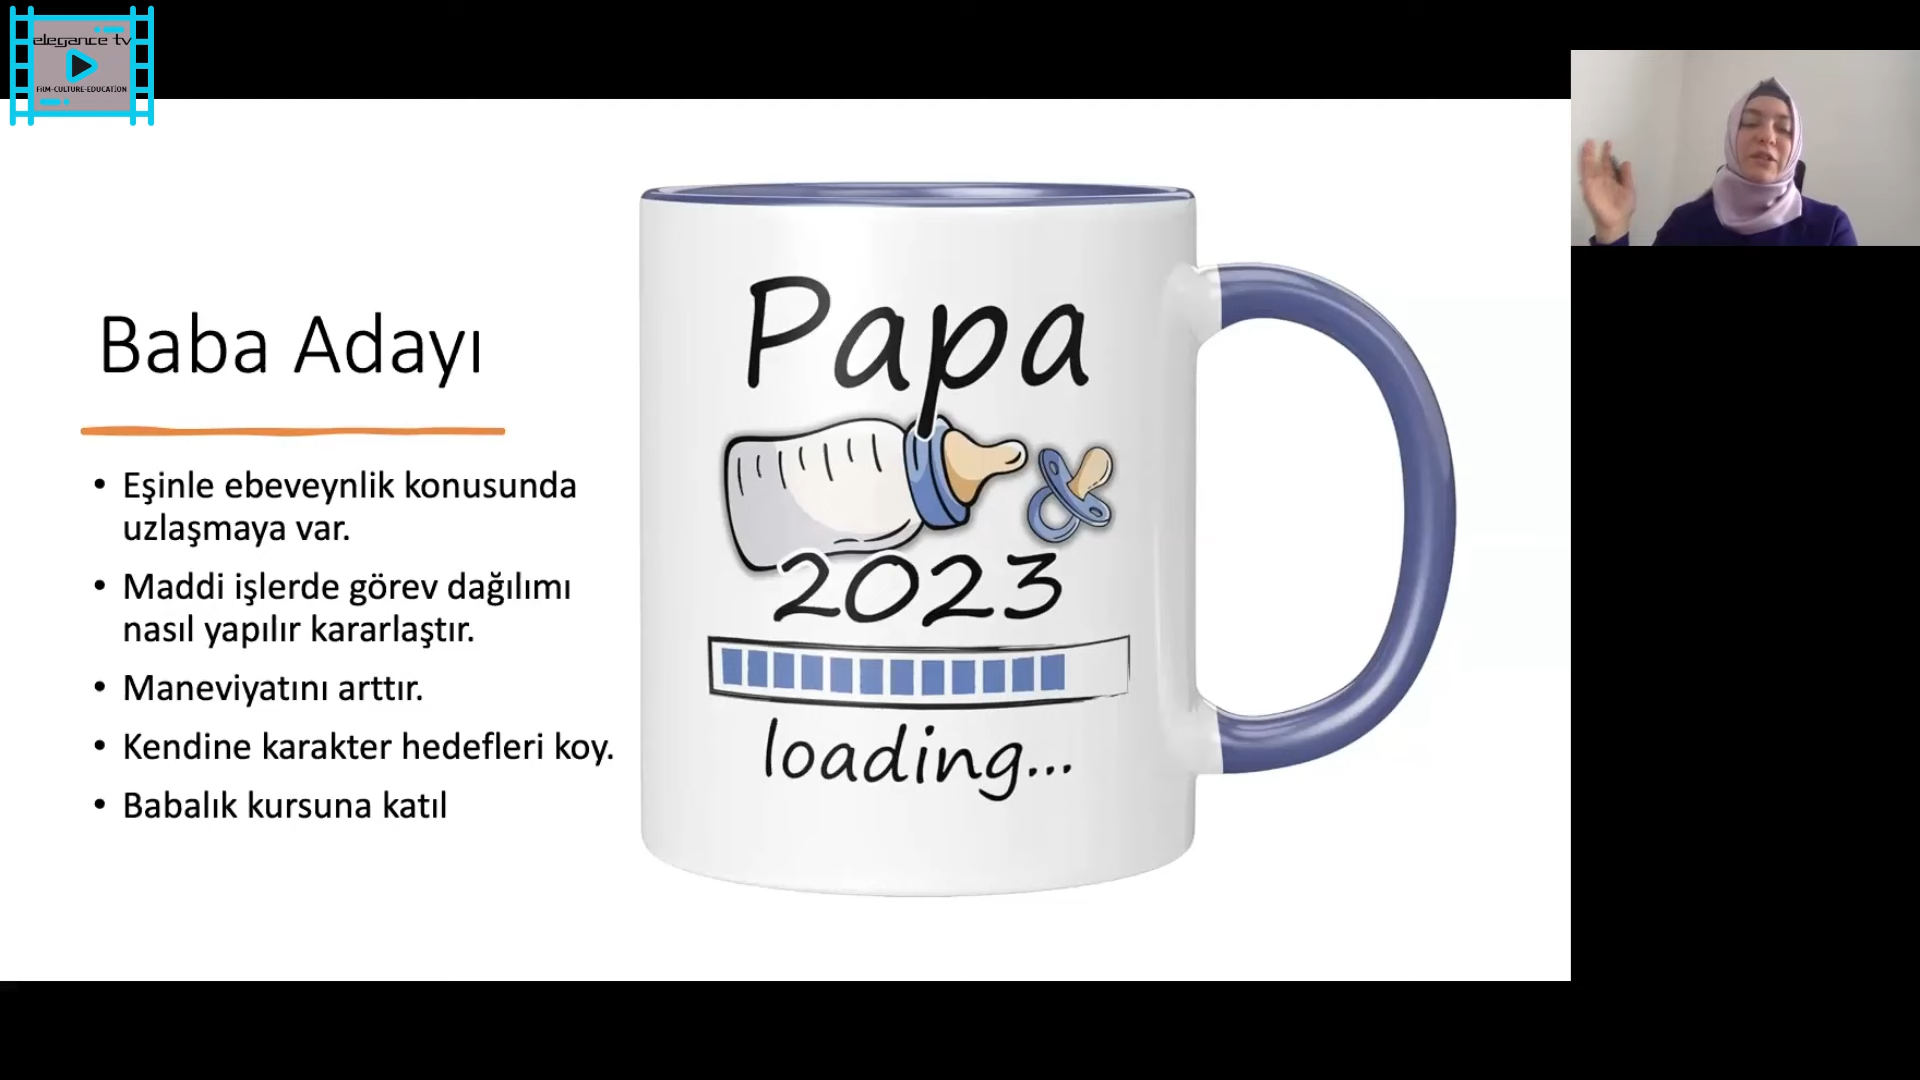 elegance tv
FILM-CULTURE-EDUCATION
Baba Adayı
• Eşinle ebeveynlik konusunda
uzlaşmaya var.
• Maddi işlerde görev dağılımı
nasıl yapılır kararlaştır.
• Maneviyatını arttır.
• Kendine karakter hedefleri koy.
• Babalık kursuna katıl
Papa
2023
loading...